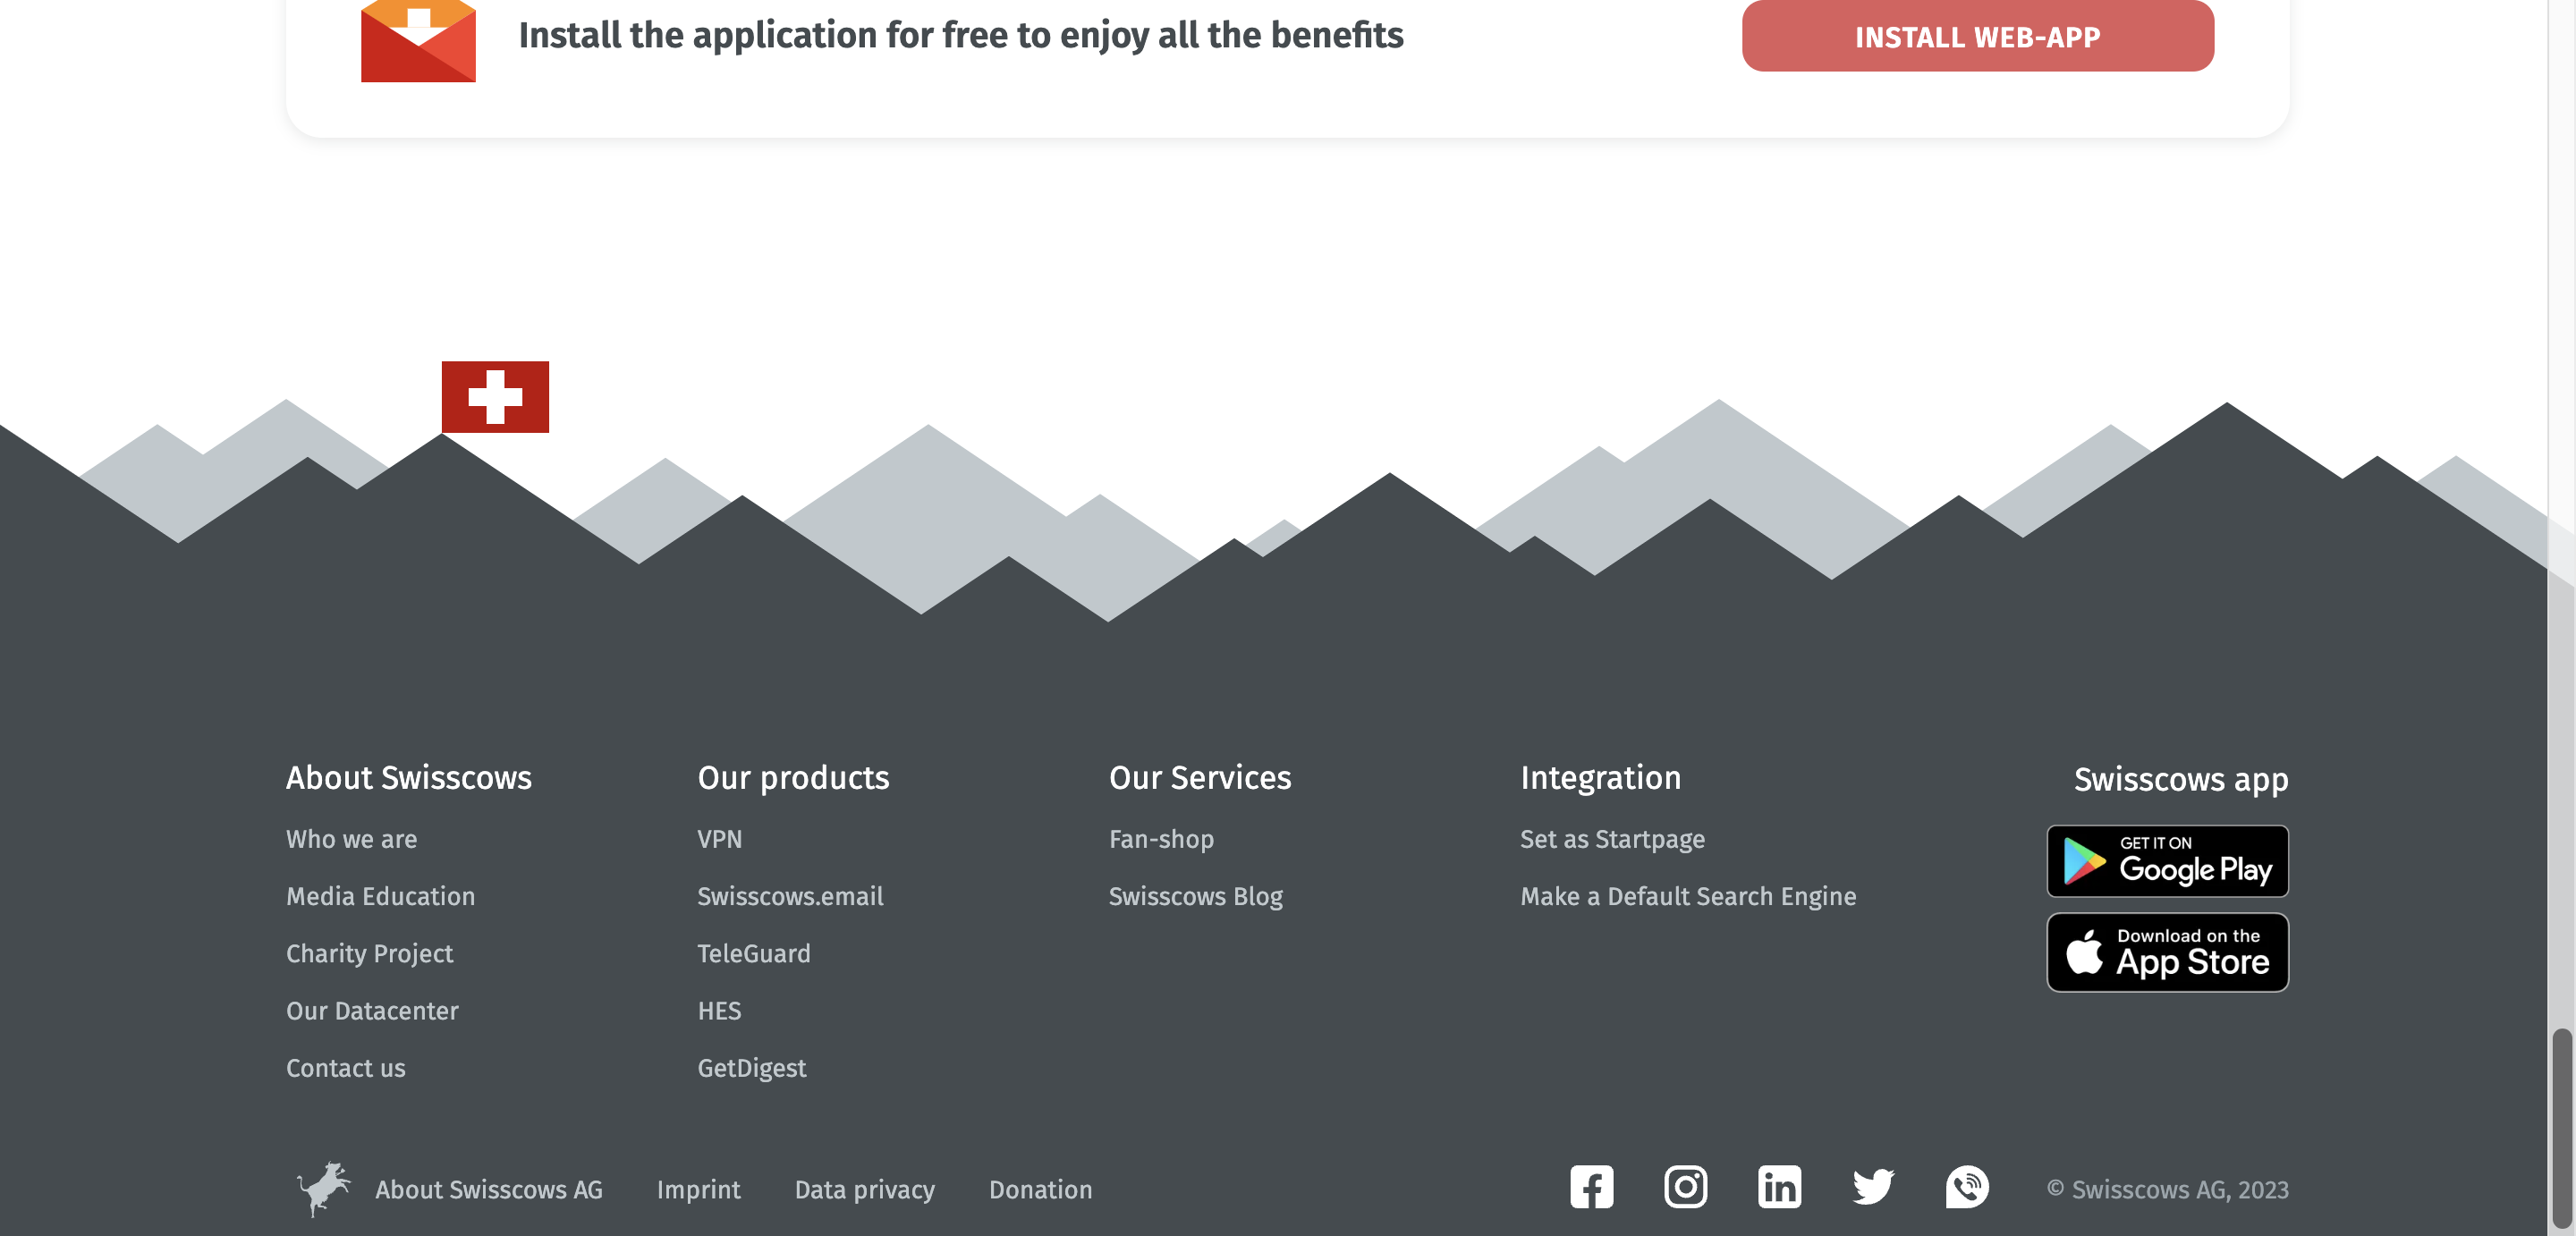 Install the application for free to enjoy all the benefits
INSTALL WEB-APP
About Swisscows
Who we are
Media Education
Charity Project
Our Datacenter
Contact us
Our products
VPN
Swisscows.email
TeleGuard
HES
GetDigest
Our Services
Fan-shop
Swisscows Blog
Integration
Set as Startpage
Make a Default Search Engine
Swisscows app
GET IT ON
Google Play
Download on the
App Store
About Swisscows AG
Imprint
Data privacy
Donation
© Swisscows AG, 2023